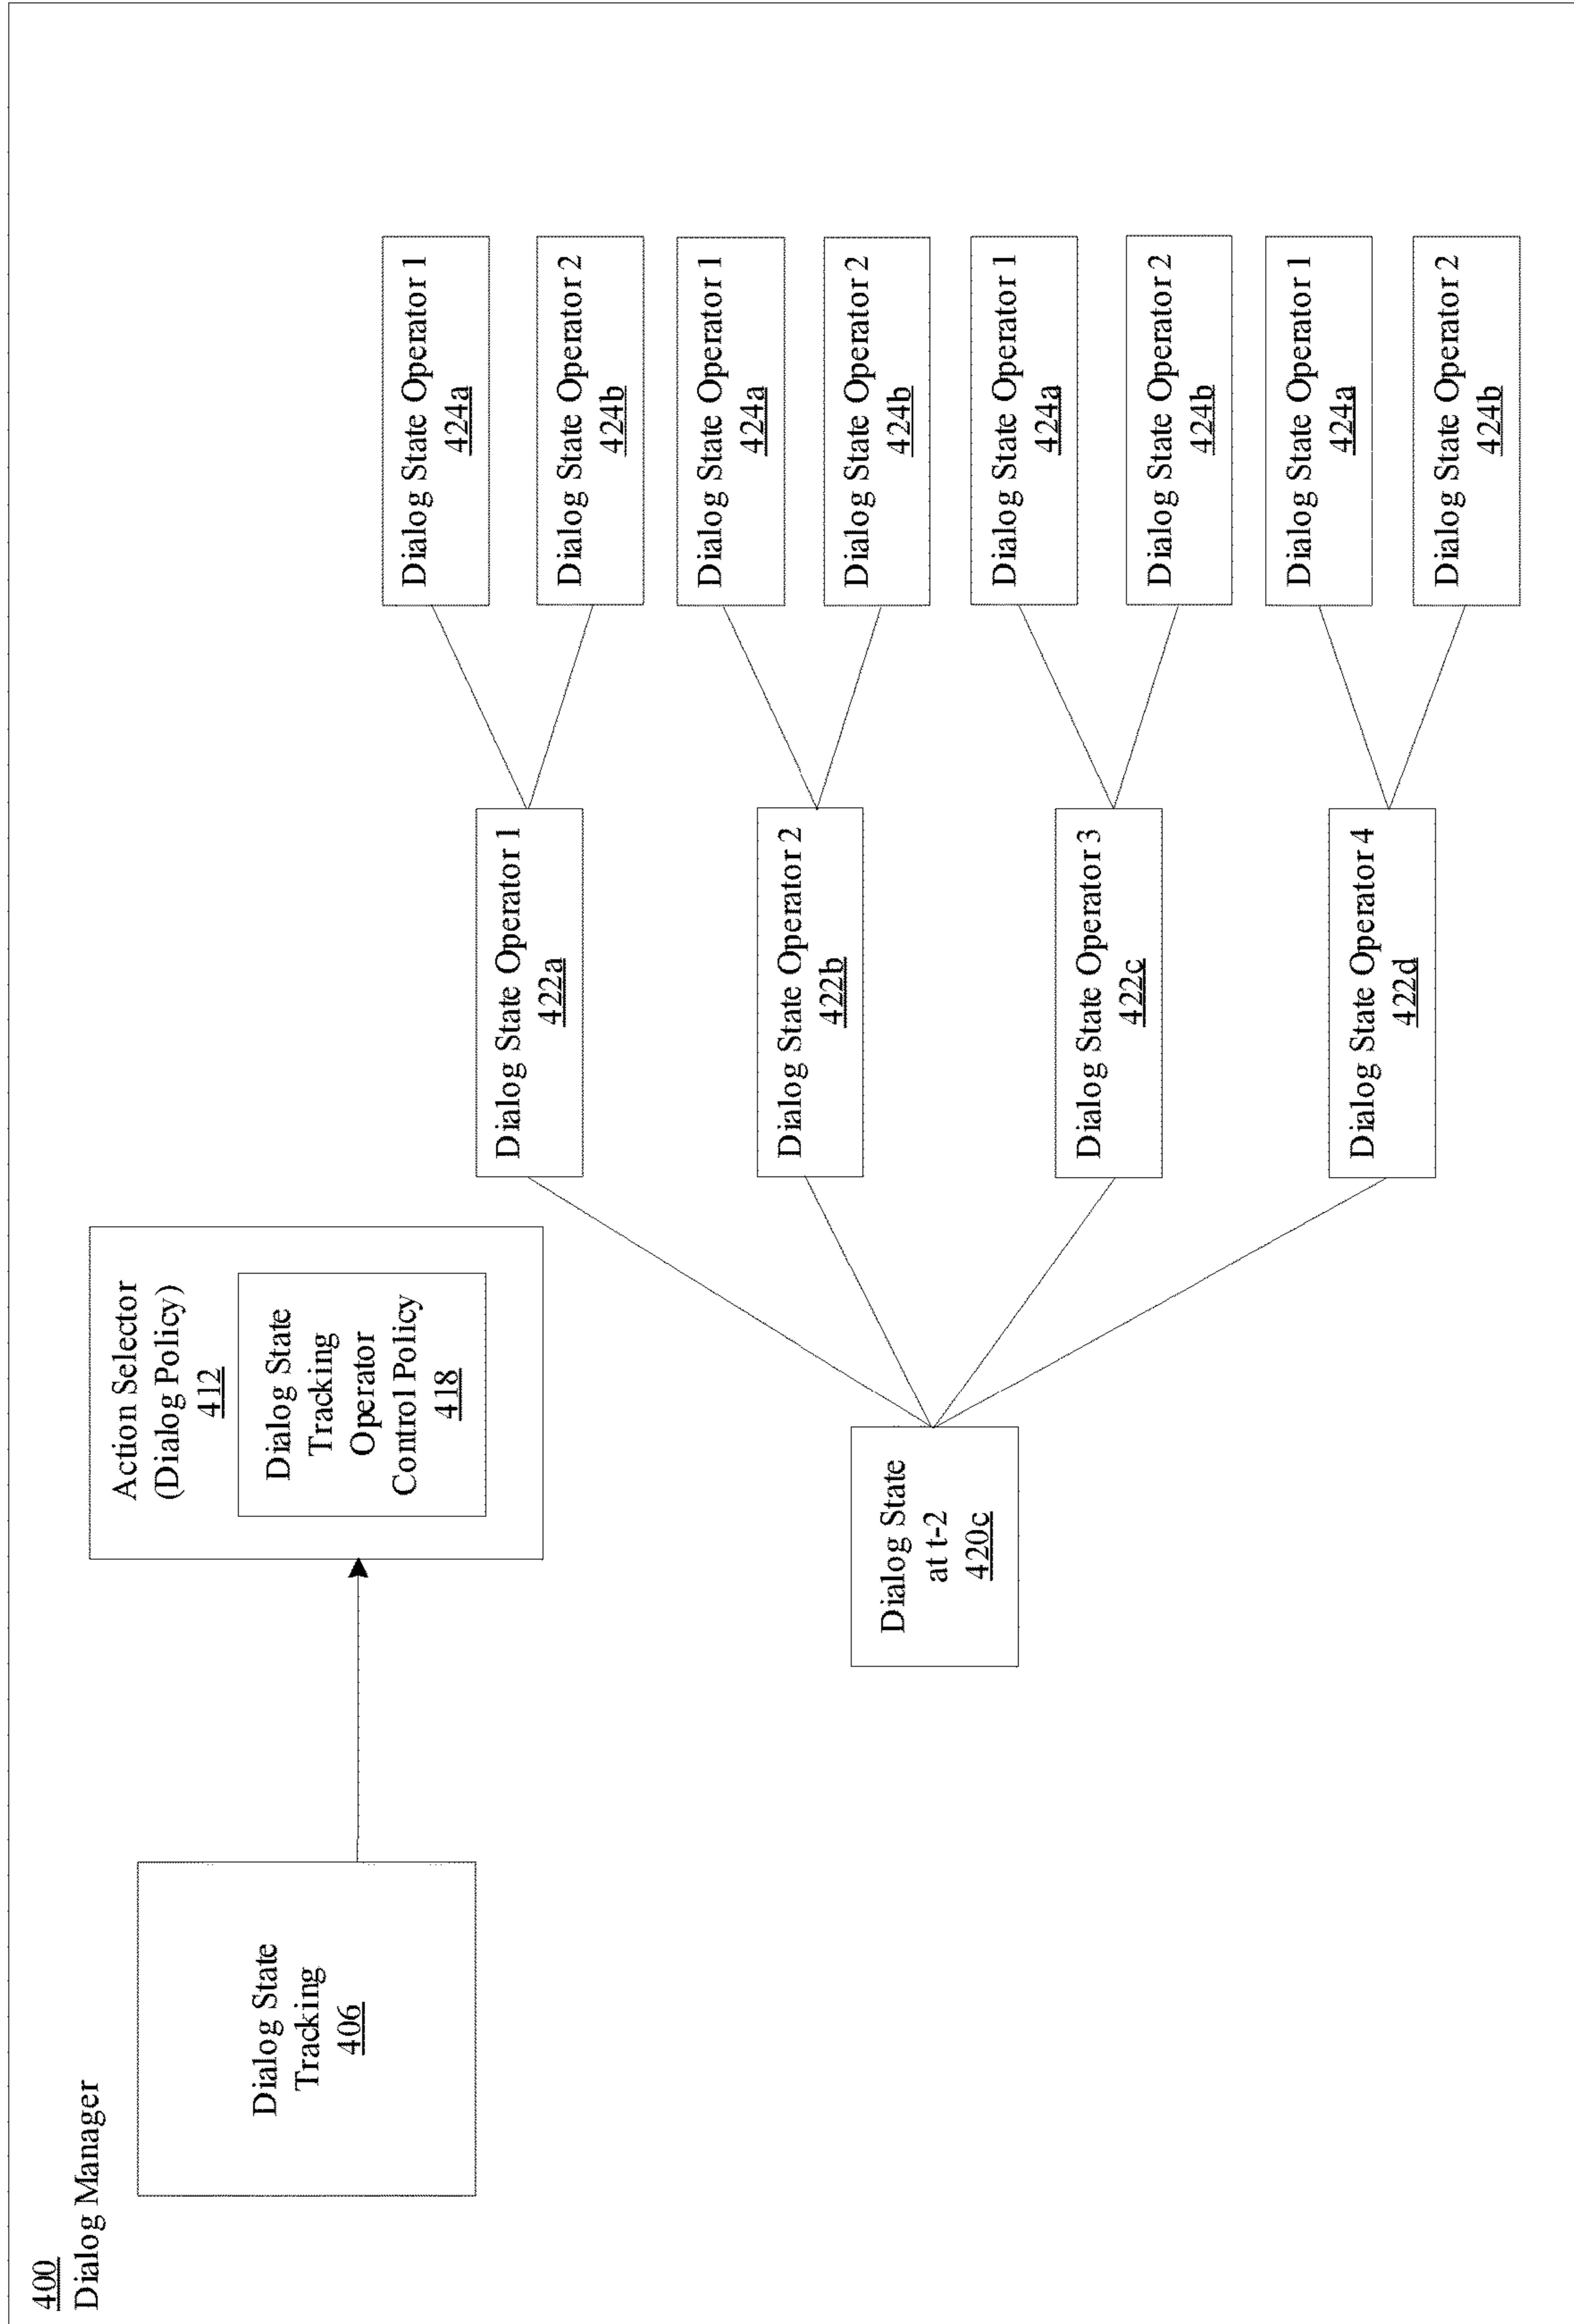 400
Dialog Manager
Dialog State
Tracking
406
Action Selector
(Dialog Policy)
412
Dialog State
Tracking
Operator
Control Policy
418
Dialog State
at t-2
420c
Dialog State Operator 1
422a
Dialog State Operator 2
422b
Dialog State Operator 3
422c
Dialog State Operator 4
422d
Dialog State Operator 1
424a
Dialog State Operator 2
424b
Dialog State Operator 1
424a
Dialog State Operator 2
424b
Dialog State Operator 1
424a
Dialog State Operator 2
424b
Dialog State Operator 1
424a
Dialog State Operator 2
424b